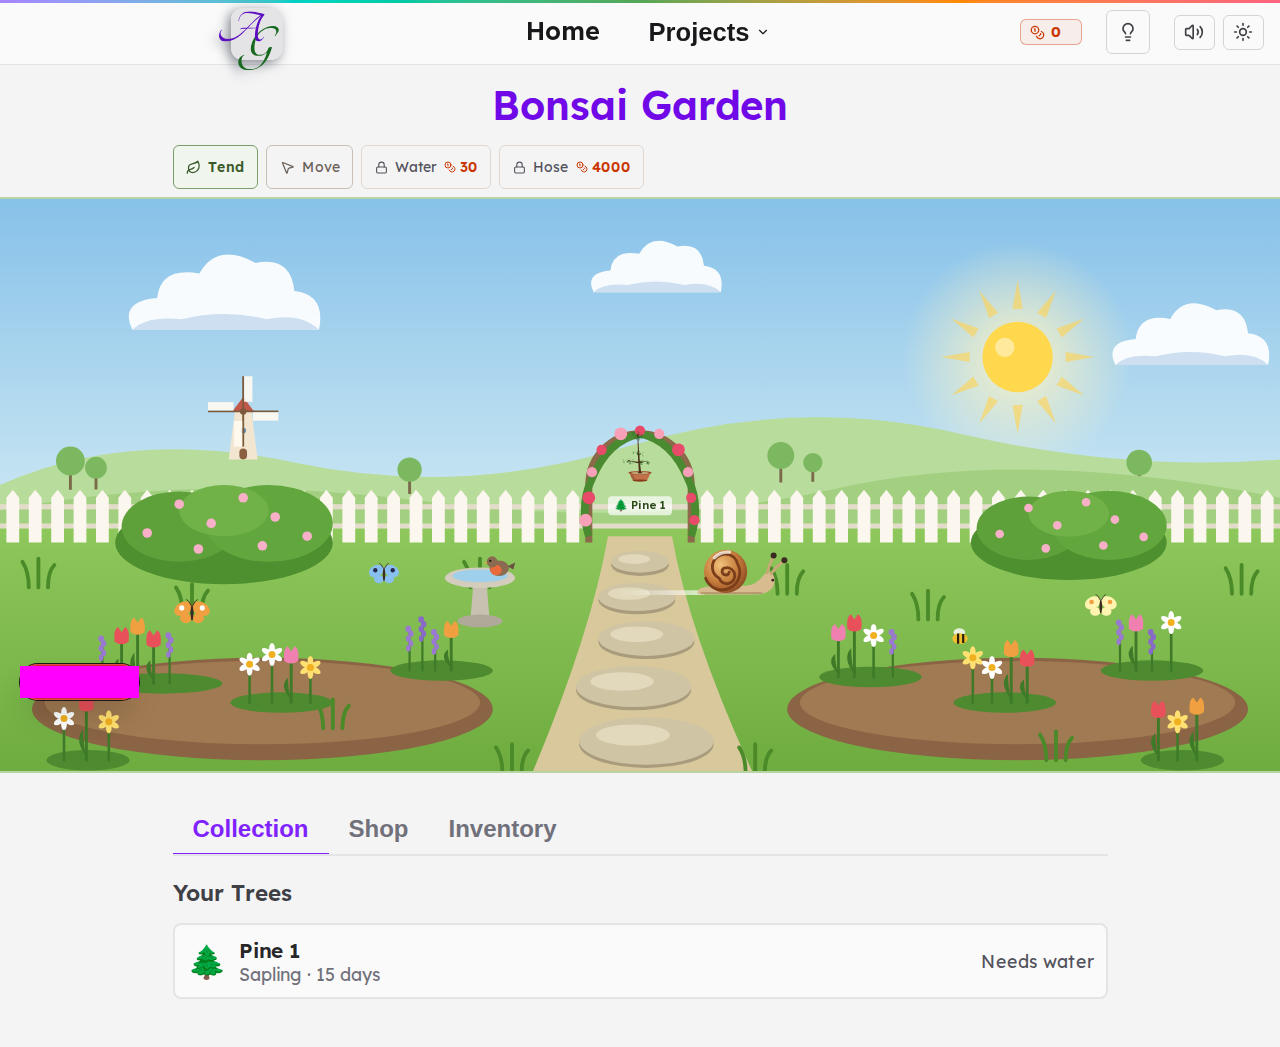 AG
Home
Projects
0
Bonsai Garden
Tend
Move
Water 30
Hose 4000
Pine 1
Collection
Shop
Inventory
Your Trees
Pine 1
Sapling · 15 days
Needs water